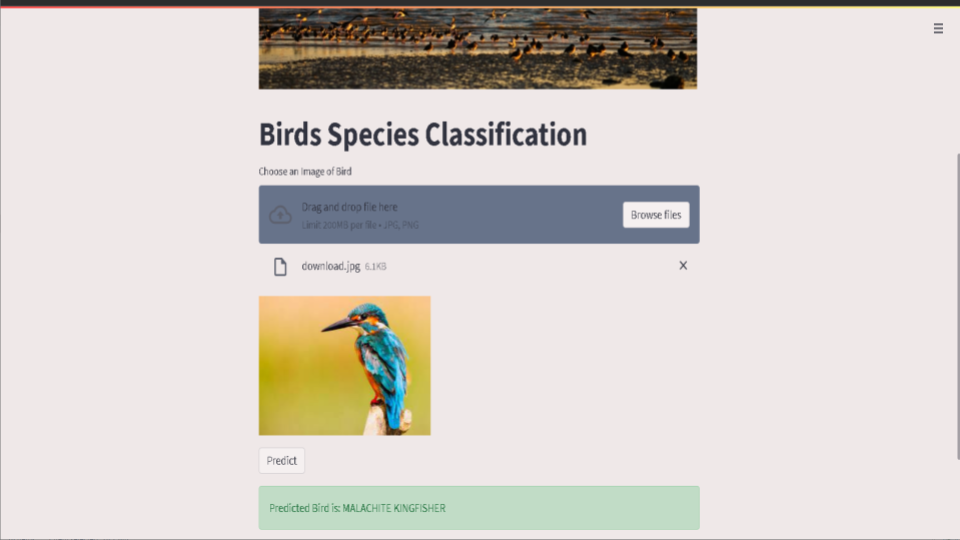 Birds Species Classification
Choose an Image of Bird
Drag and drop file here
Limit 200MB per file • JPG, PNG
Browse files
download.jpg 6.1KB
Predict
Predicted Bird is: MALACHITE KINGFISHER